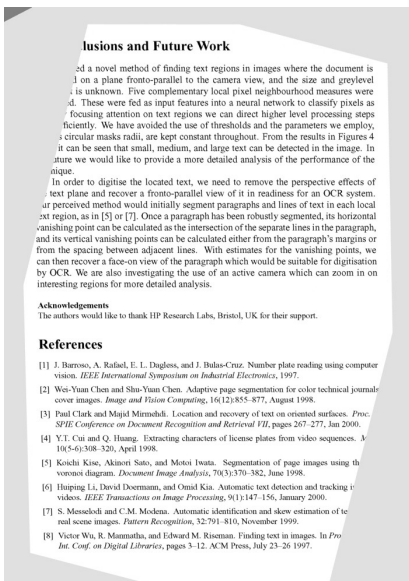 lusions and Future Work
ed a novel method of finding text regions in images where the document is
on a plane fronto-parallel to the camera view, and the size and greylevel
is unknown. Five complementary local pixel neighbourhood measures were
d. These were fed as input features into a neural network to classify pixels as
focusing attention on text regions we can direct higher level processing steps
ficiently. We have avoided the use of thresholds and the parameters we employ,
s circular masks radii, are kept constant throughout. From the results in Figures 4
it can be seen that small, medium, and large text can be detected in the image. In
uture we would like to provide a more detailed analysis of the performance of the
nique.
In order to digitise the located text, we need to remove the perspective effects of
text plane and recover a fronto-parallel view of it in readiness for an OCR system.
ur perceived method would initially segment paragraphs and lines of text in each local
ext region, as in [5] or [7]. Once a paragraph has been robustly segmented, its horizontal
vanishing point can be calculated as the intersection of the separate lines in the paragraph,
and its vertical vanishing points can be calculated either from the paragraph's margins or
from the spacing between adjacent lines. With estimates for the vanishing points, we
can then recover a face-on view of the paragraph which would be suitable for digitisation
by OCR. We are also investigating the use of an active camera which can zoom in on
interesting regions for more detailed analysis.
Acknowledgements
The authors would like to thank HP Research Labs, Bristol, UK for their support.
References
[1] J. Barroso, A. Rafael, E. L. Dagless, and J. Bulas-Cruz. Number plate reading using computer
vision. IEEE International Symposium on Industrial Electronics, 1997.
[2] Wei-Yuan Chen and Shu-Yuan Chen. Adaptive page segmentation for color technical journals
cover images. Image and Vision Computing, 16(12):855–877, August 1998.
[3] Paul Clark and Majid Mirmehdi. Location and recovery of text on oriented surfaces. Proc.
SPIE Conference on Document Recognition and Retrieval VII, pages 267–277, Jan 2000.
[4] Y.T. Cui and Q. Huang. Extracting characters of license plates from video sequences.
10(5-6):308–320, April 1998.
[5] Koichi Kise, Akinori Sato, and Motoi Iwata. Segmentation of page images using th
voronoi diagram. Document Image Analysis, 70(3):370–382, June 1998.
[6] Huiping Li, David Doermann, and Omid Kia. Automatic text detection and tracking i
videos. IEEE Transactions on Image Processing, 9(1):147–156, January 2000.
[7] S. Messelodi and C.M. Modena. Automatic identification and skew estimation of te
real scene images. Pattern Recognition, 32:791–810, November 1999.
[8] Victor Wu, R. Manmatha, and Edward M. Riseman. Finding text in images. In Pro
Int. Conf. on Digital Libraries, pages 3–12. ACM Press, July 23–26 1997.